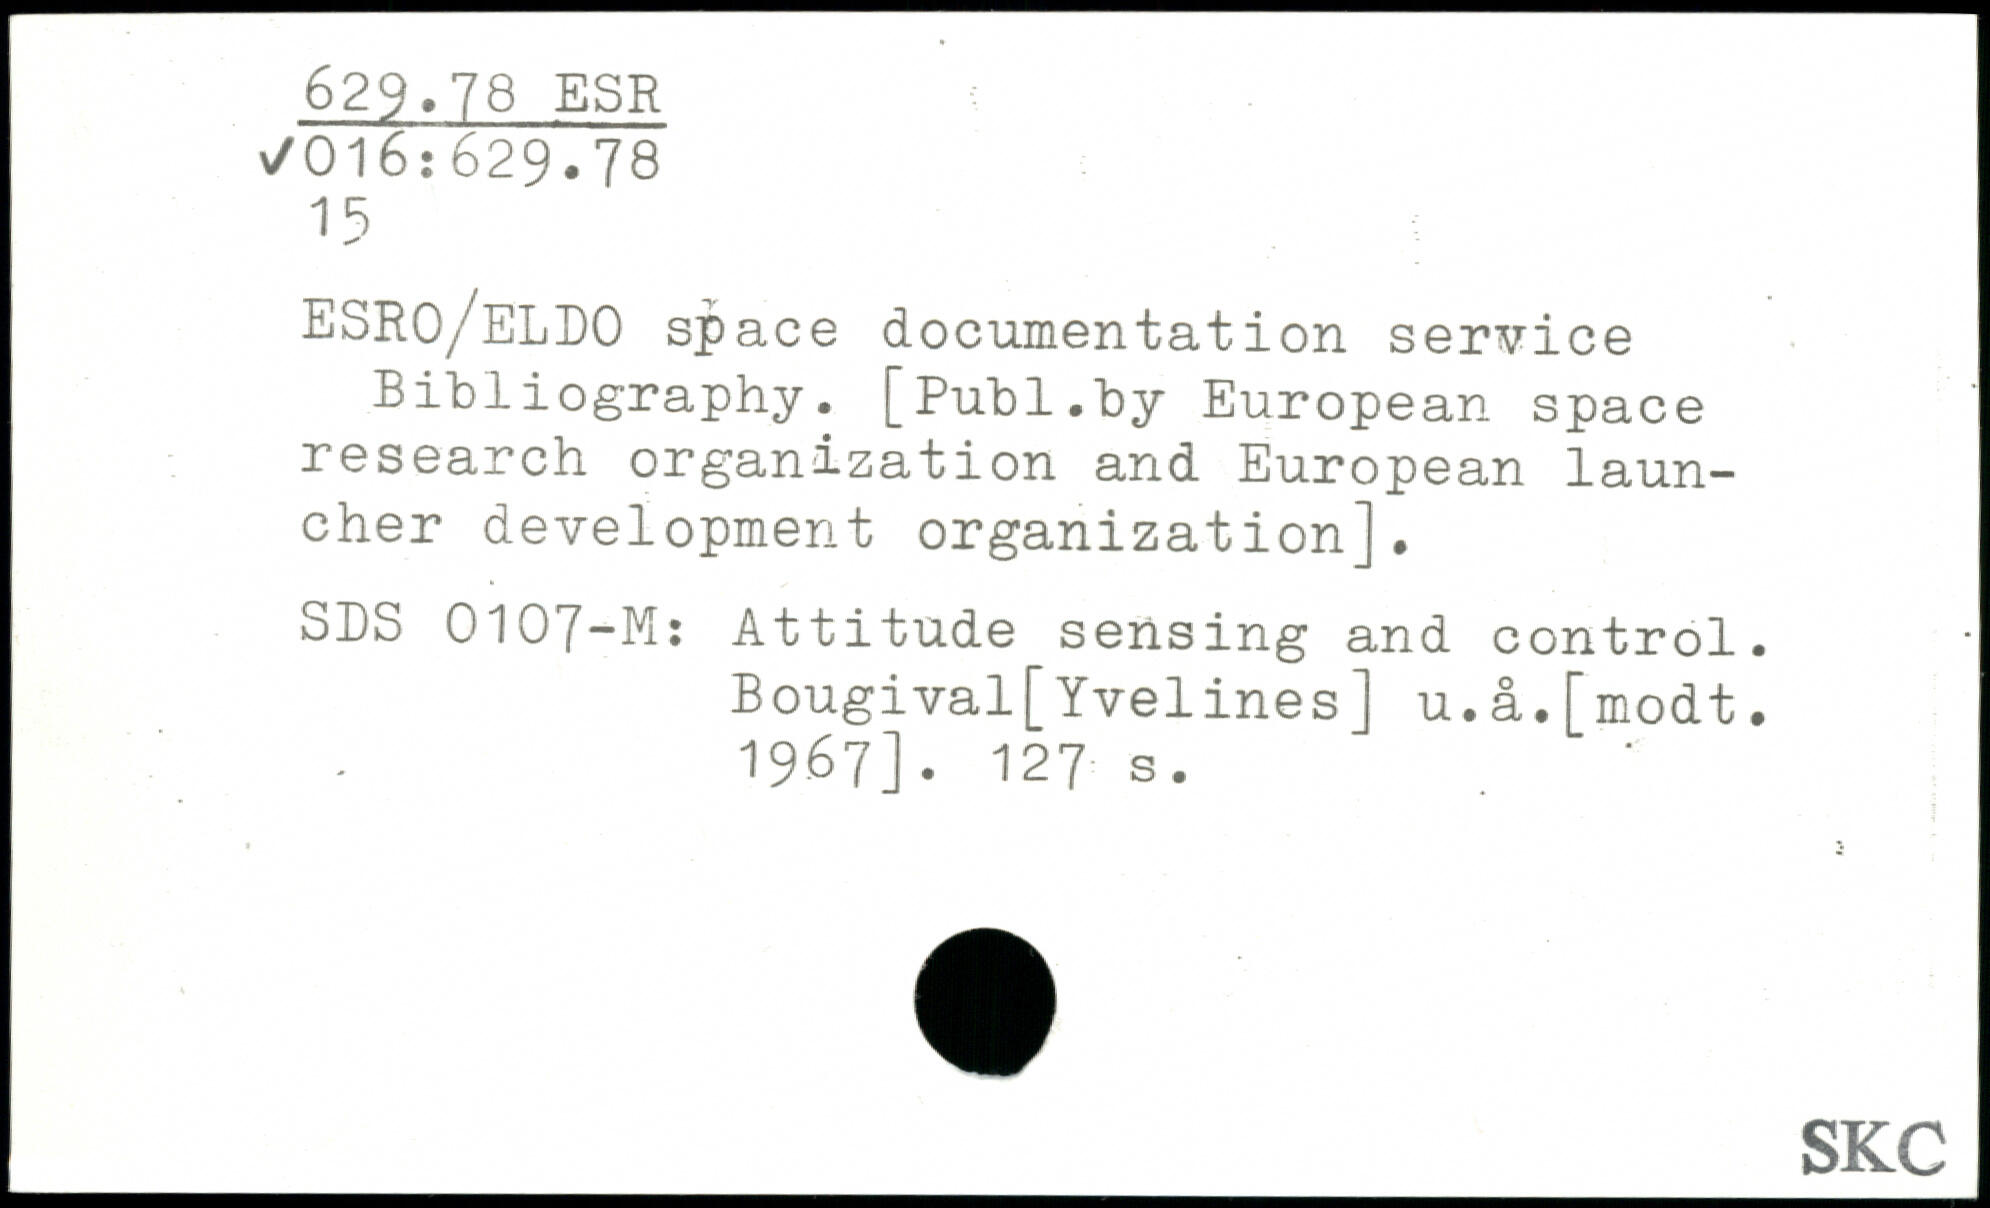 629.78 ESR
✓016:629.78
15
ESRO/ELDO space documentation service
Bibliography. [Publ.by European space
research organization and European laun-
cher development organization].
SDS 0107-M: Attitude sensing and control.
Bougival[Yvelines] u.å.[modt.
1967]. 127 s.
SKC